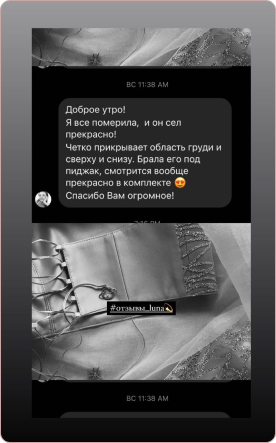 ВС 11:38 AM
Доброе утро!
Я все померила, и он сел
прекрасно!
Четко прикрывает область груди и
сверху и снизу. Брала его под
пиджак, смотрится вообще
прекрасно в комплекте 😍
Спасибо Вам огромное!
#отзывы_luna💫
ВС 11:38 AM